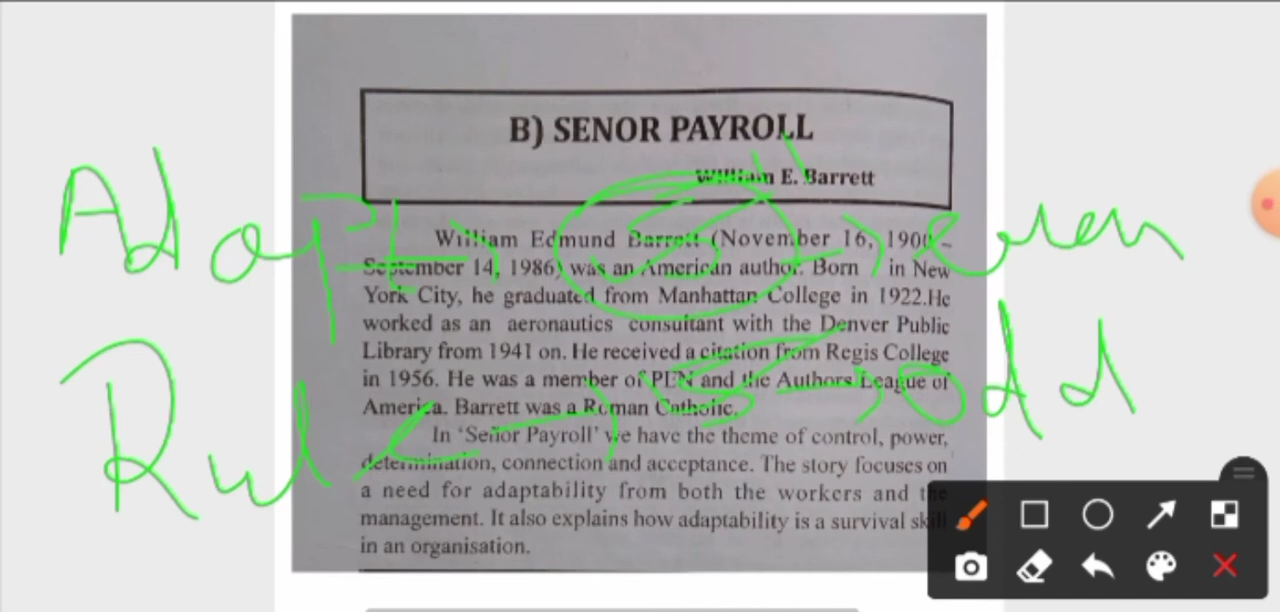 B) SENOR PAYROLL
William E. Barrett
William Edmund Barrett (November 16, 1900 –
September 14, 1986) was an American author. Born in New
York City, he graduated from Manhattan College in 1922.He
worked as an aeronautics consultant with the Denver Public
Library from 1941 on. He received a citation from Regis College
in 1956. He was a member of PEN and the Authors League of
America. Barrett was a Roman Catholic.
In 'Señor Payroll' we have the theme of control, power,
determination, connection and acceptance. The story focuses on
a need for adaptability from both the workers and the
management. It also explains how adaptability is a survival skill
in an organisation.
Adopt even
Rule odd